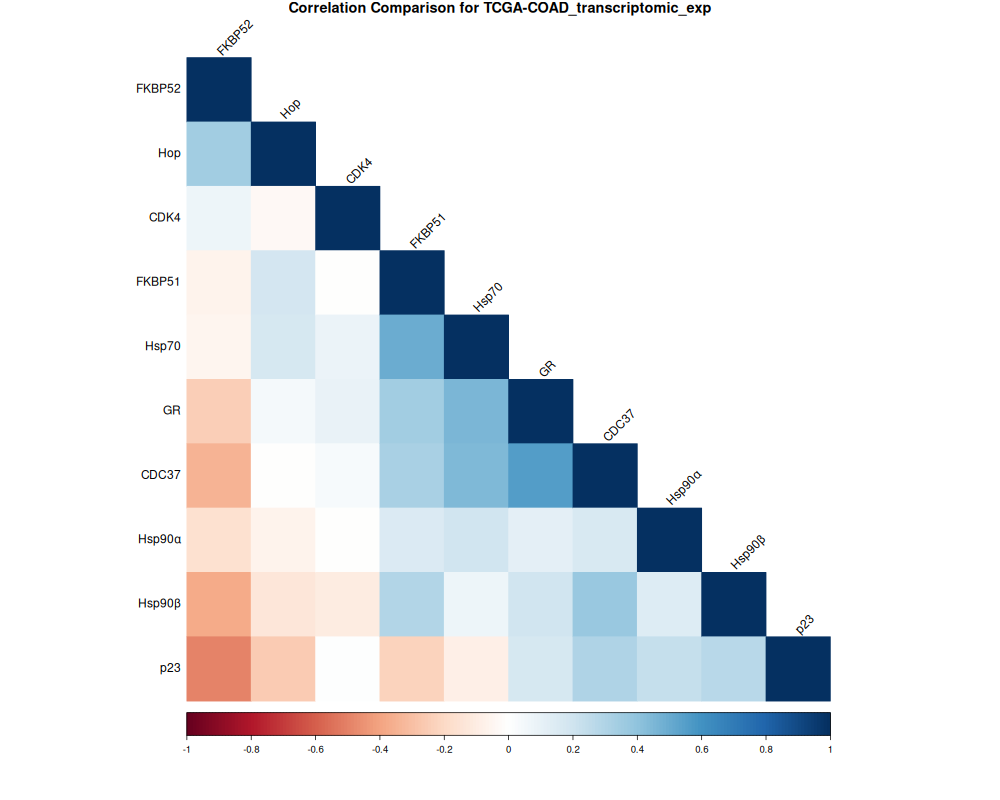 Correlation Comparison for TCGA-COAD_transcriptomic_exp
FKBP52
FKBP52
Hop
Hop
CDK4
CDK4
FKBP51
FKBP51
Hsp70
Hsp70
GR
GR
CDC37
CDC37
Hsp90α
Hsp90α
Hsp90β
Hsp90β
p23
p23
-1 -0.8 -0.6 -0.4 -0.2 0 0.2 0.4 0.6 0.8 1